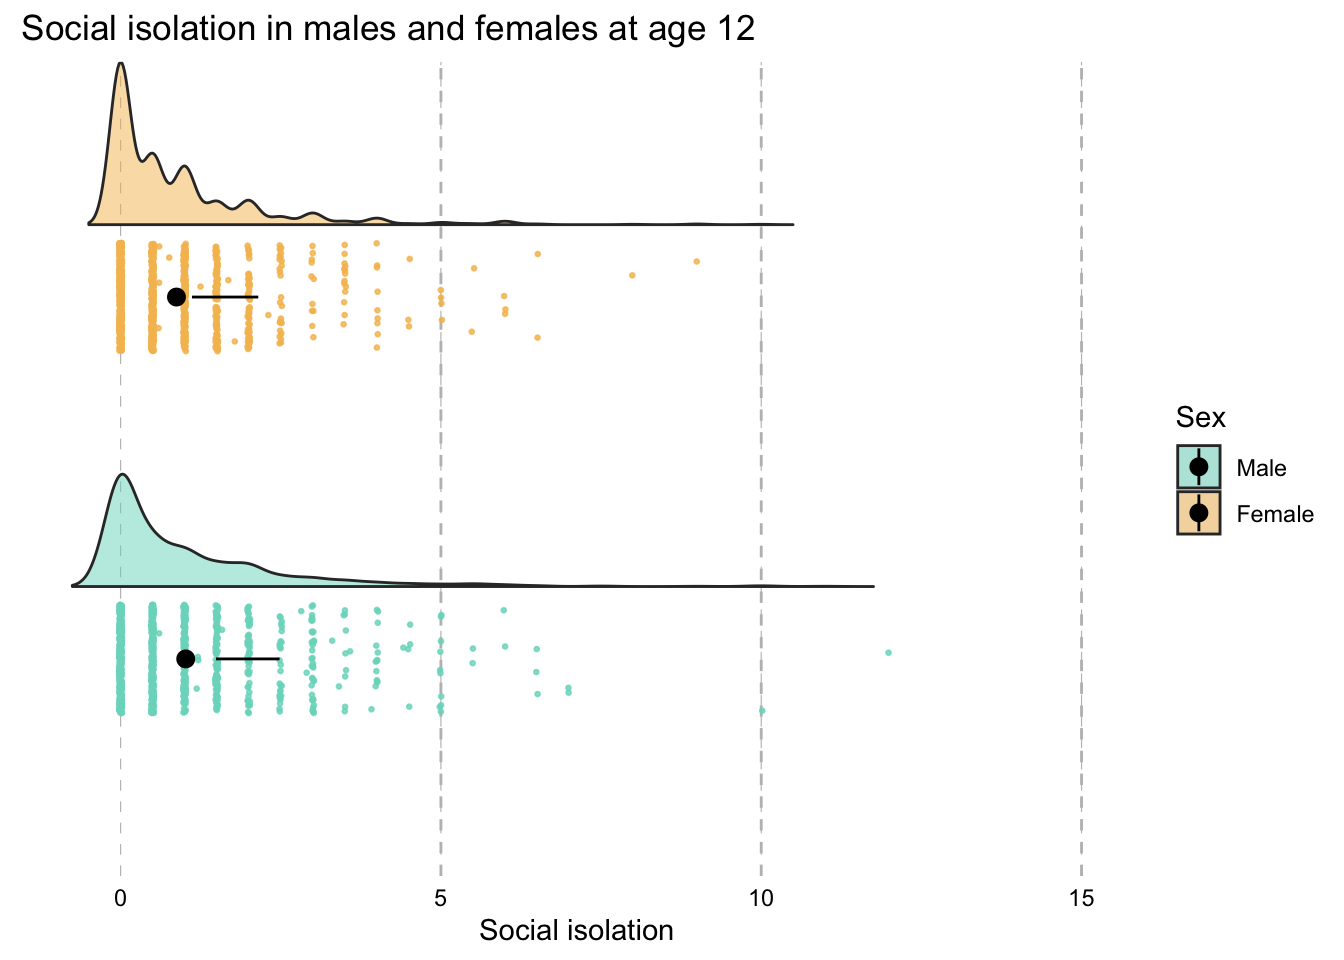 Social isolation in males and females at age 12
Sex
Male
Female
0 5 10 15
Social isolation